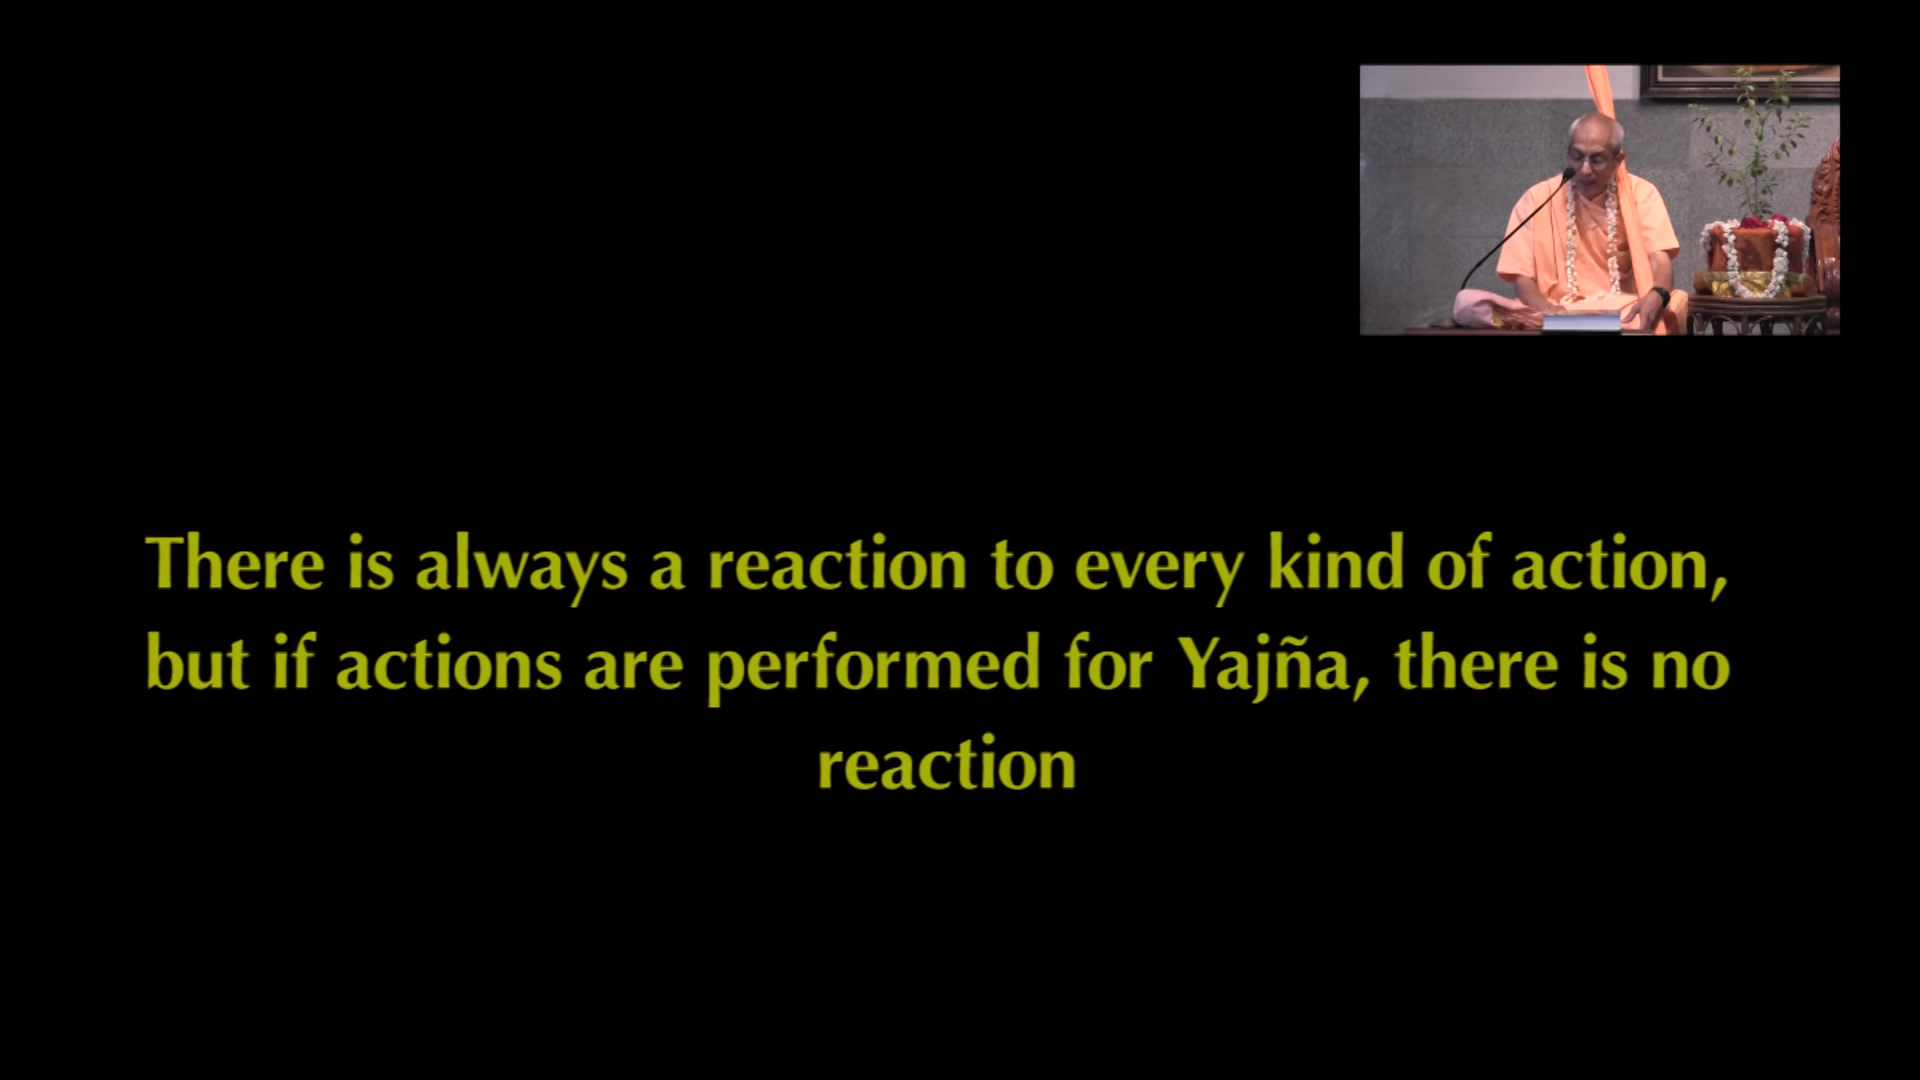 There is always a reaction to every kind of action,
but if actions are performed for Yajña, there is no
reaction